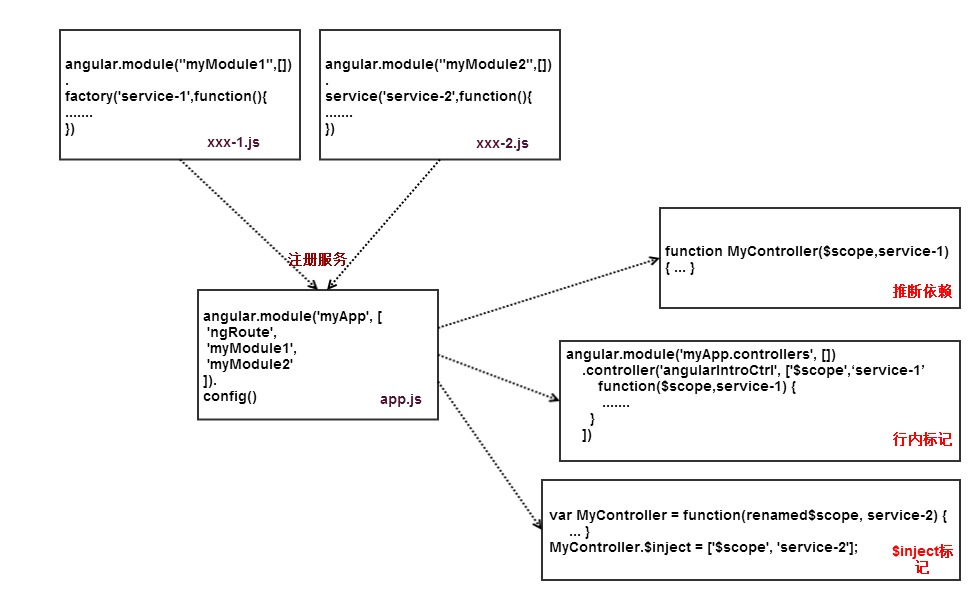 angular.module("myModule1",[])
.
factory('service-1',function(){
.......
})
xxx-1.js
angular.module("myModule2",[])
.
service('service-2',function(){
.......
})
xxx-2.js
注册服务
angular.module('myApp', [
'ngRoute',
'myModule1',
'myModule2'
]).
config()
app.js
function MyController($scope,service-1)
{ ... }
推断依赖
angular.module('myApp.controllers', [])
.controller('angularIntroCtrl', ['$scope',‘service-1’
function($scope,service-1) {
.......
}
])
行内标记
var MyController = function(renamed$scope, service-2) {
... }
MyController.$inject = ['$scope', 'service-2'];
$inject标
记